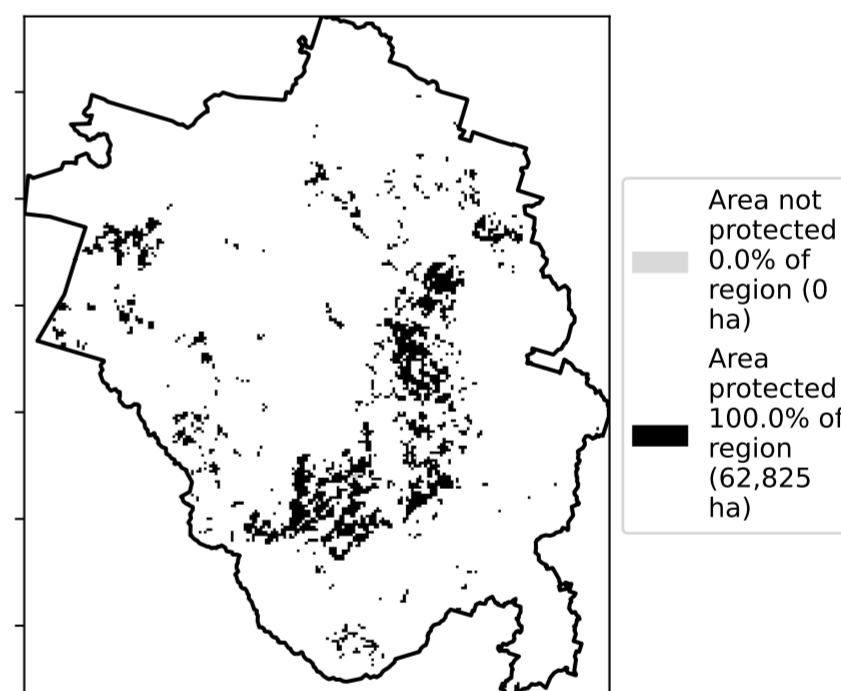 Area not
protected
0.0% of
region (0
ha)
Area
protected
100.0% of
region
(62,825
ha)